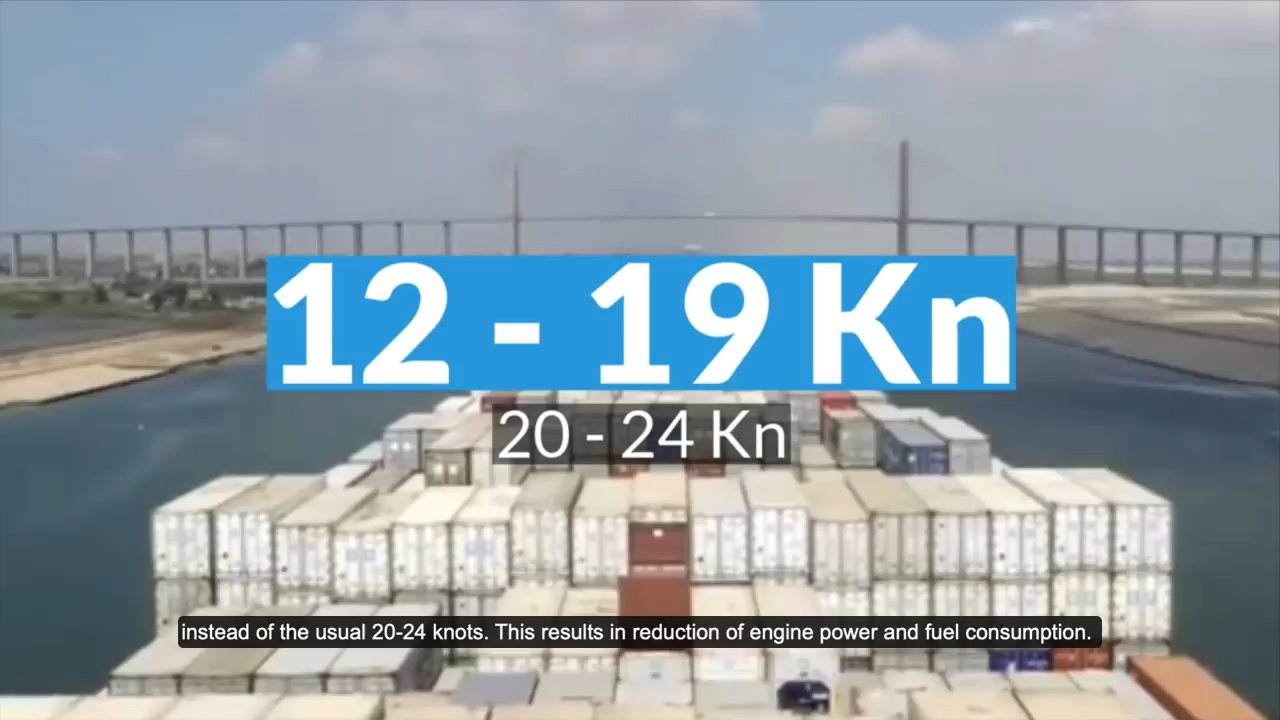 12 - 19 Kn
20 - 24 Kn
instead of the usual 20-24 knots. This results in reduction of engine power and fuel consumption.